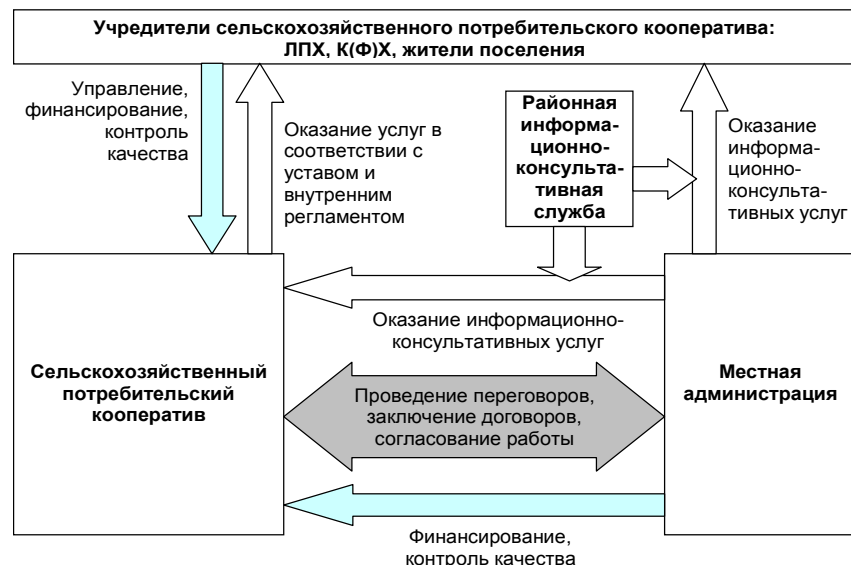 Учредители сельскохозяйственного потребительского кооператива:
ЛПХ, К(Ф)Х, жители поселения
Управление,
финансирование,
контроль
качества
Оказание услуг в
соответствии с
уставом и
внутренним
регламентом
Районная
информа-
ционно-
консульта-
тивная
служба
Оказание
информа-
ционно-
консульта-
тивных услуг
Оказание информационно-
консультативных услуг
Сельскохозяйственный
потребительский
кооператив
Проведение переговоров,
заключение договоров,
согласование работы
Местная
администрация
Финансирование,
контроль качества